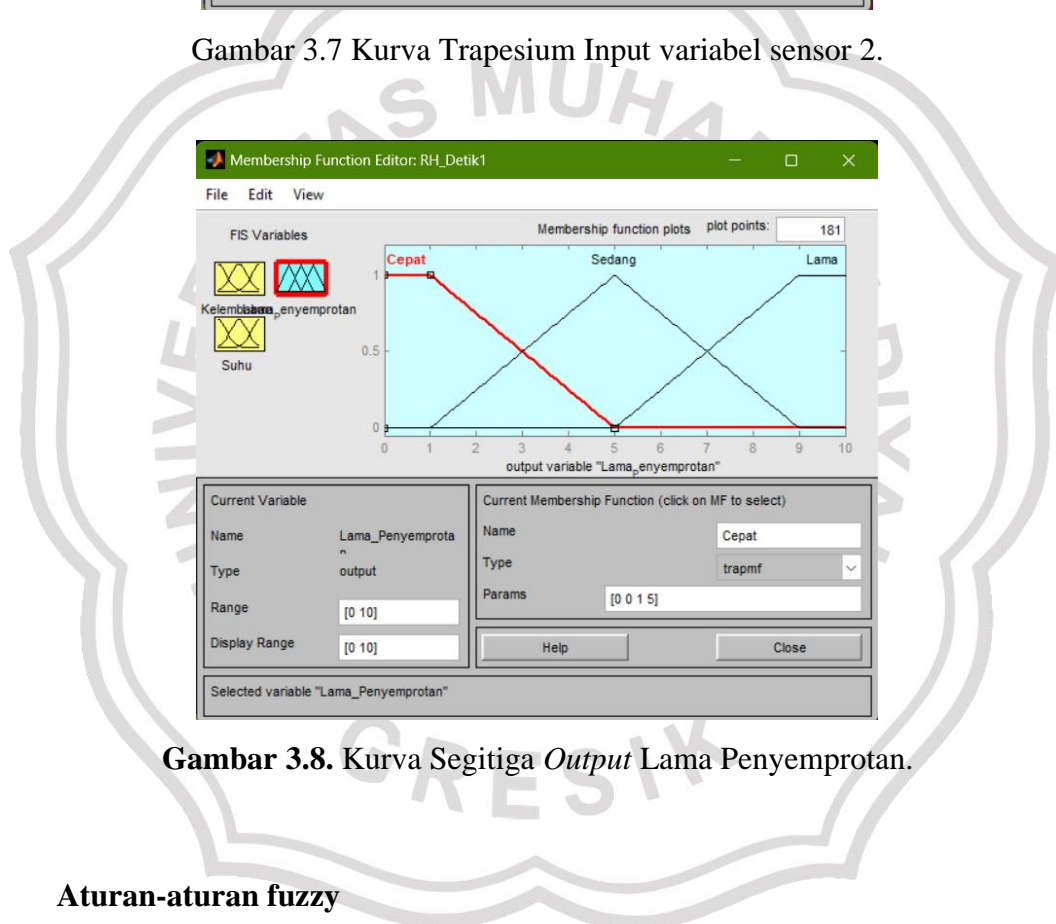 Gambar 3.7 Kurva Trapesium Input variabel sensor 2.
Membership Function Editor: RH_Detik1
File Edit View
FIS Variables
Membership function plots plot points: 181
Cepat Sedang Lama
1
0.5
0
0 1 2 3 4 5 6 7 8 9 10
output variable "Lama_penyemprotan"
Suhu
Current Variable
Name Lama_Penyemprota
n
Type output
Range [0 10]
Display Range [0 10]
Current Membership Function (click on MF to select)
Name Cepat
Type trapmf
Params [0 0 1 5]
Help Close
Selected variable "Lama_Penyemprotan"
Gambar 3.8. Kurva Segitiga Output Lama Penyemprotan.
Aturan-aturan fuzzy
GRESIK